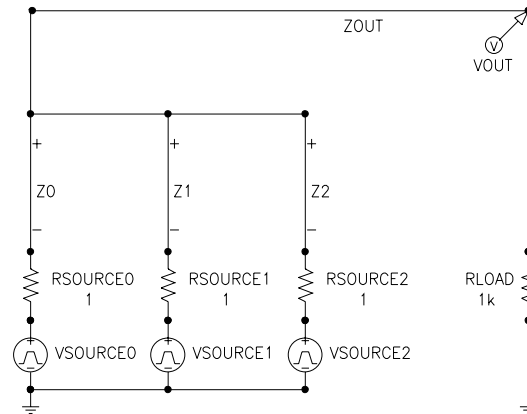 ZOUT
V
VOUT
+ + +
Z0 Z1 Z2
− − −
RSOURCE0 RSOURCE1 RSOURCE2 RLOAD
1 1 1 1k
+ + +
VSOURCE0 VSOURCE1 VSOURCE2
− − −